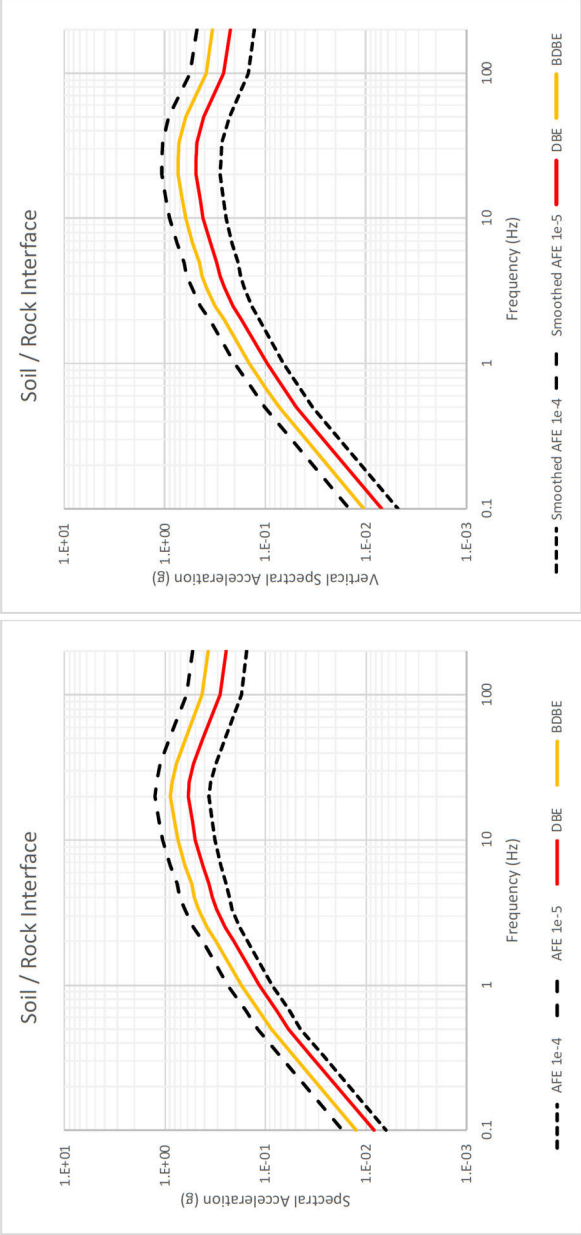 Soil / Rock Interface
Spectral Acceleration (g)
1.E+01
1.E+00
1.E-01
1.E-02
1.E-03
0.1
1
10
100
Frequency (Hz)
AFE 1e-4
AFE 1e-5
DBE
BDBE
Soil / Rock Interface
Vertical Spectral Acceleration (g)
1.E+01
1.E+00
1.E-01
1.E-02
1.E-03
0.1
1
10
100
Frequency (Hz)
Smoothed AFE 1e-4
Smoothed AFE 1e-5
DBE
BDBE